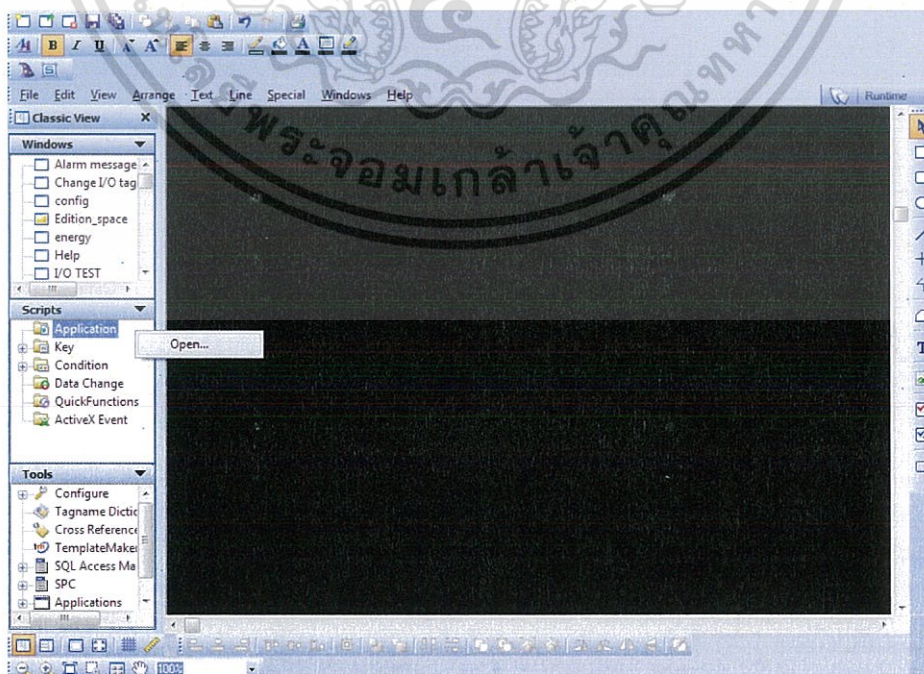 B I U A A A
File Edit View Arrange Text Line Special Windows Help
Runtime
Classic View X
Windows
Alarm message
Change I/O tag
config
Edition_space
energy
Help
I/O TEST
Scripts
Application
Open...
Key
Condition
Data Change
QuickFunctions
ActiveX Event
Tools
Configure
Tagname Dictic
Cross Reference
TemplateMaker
SQL Access Ma
SPC
Applications
100%
T
พระจอมเกล้าเจ้าคุณทหา